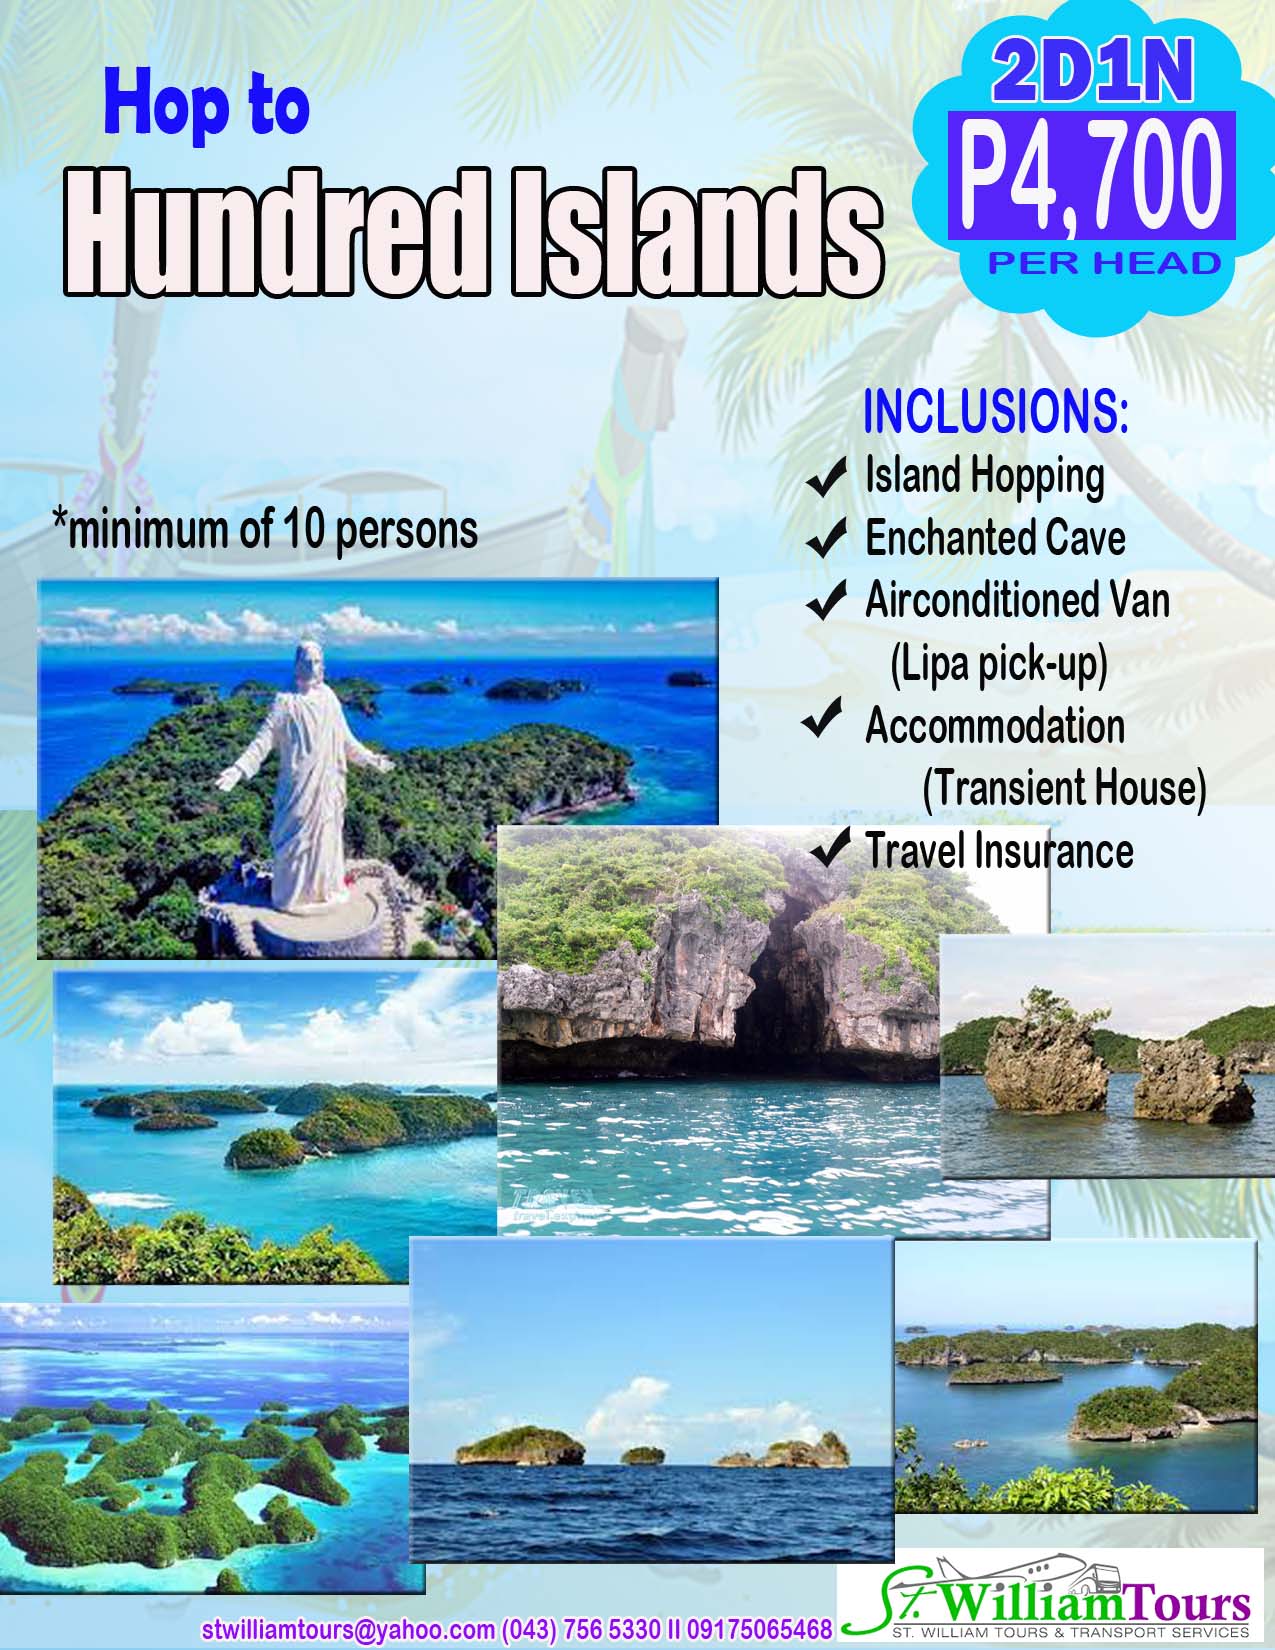 Hop to
Hundred Islands
2D1N
P4,700
PER HEAD
INCLUSIONS:
Island Hopping
Enchanted Cave
Airconditioned Van
(Lipa pick-up)
Accommodation
(Transient House)
Travel Insurance
*minimum of 10 persons
stwilliamtours@yahoo.com (043) 756 5330 II 09175065468
St. William Tours
ST. WILLIAM TOURS & TRANSPORT SERVICES